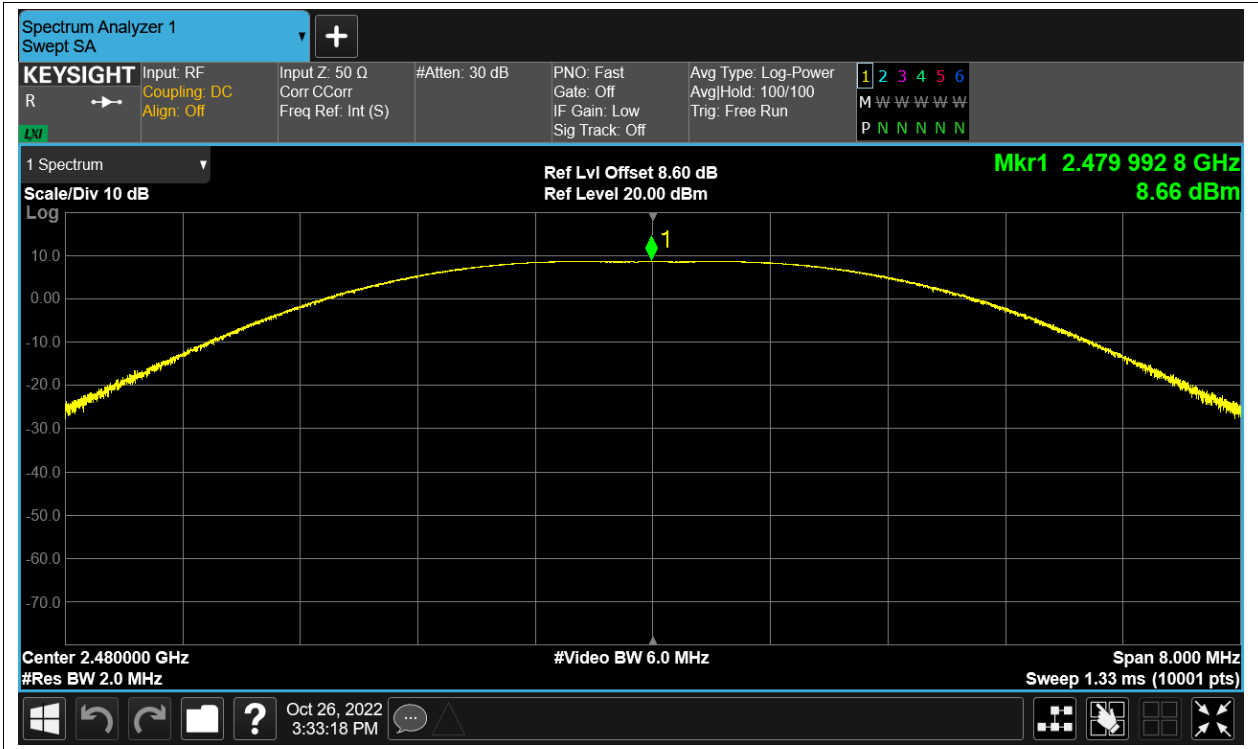 Spectrum Analyzer 1
Swept SA
KEYSIGHT
R
LXI
Input: RF
Coupling: DC
Align: Off
Input Z: 50 Ω
Corr CCorr
Freq Ref: Int (S)
#Atten: 30 dB
PNO: Fast
Gate: Off
IF Gain: Low
Sig Track: Off
Avg Type: Log-Power
Avg|Hold: 100/100
Trig: Free Run
1 2 3 4 5 6
M W W W W W
P N N N N N
1 Spectrum
Scale/Div 10 dB
Log
Ref Lvl Offset 8.60 dB
Ref Level 20.00 dBm
Mkr1 2.479 992 8 GHz
8.66 dBm
1
10.0
0.00
-10.0
-20.0
-30.0
-40.0
-50.0
-60.0
-70.0
Center 2.480000 GHz
#Res BW 2.0 MHz
#Video BW 6.0 MHz
Span 8.000 MHz
Sweep 1.33 ms (10001 pts)
?
Oct 26, 2022
3:33:18 PM